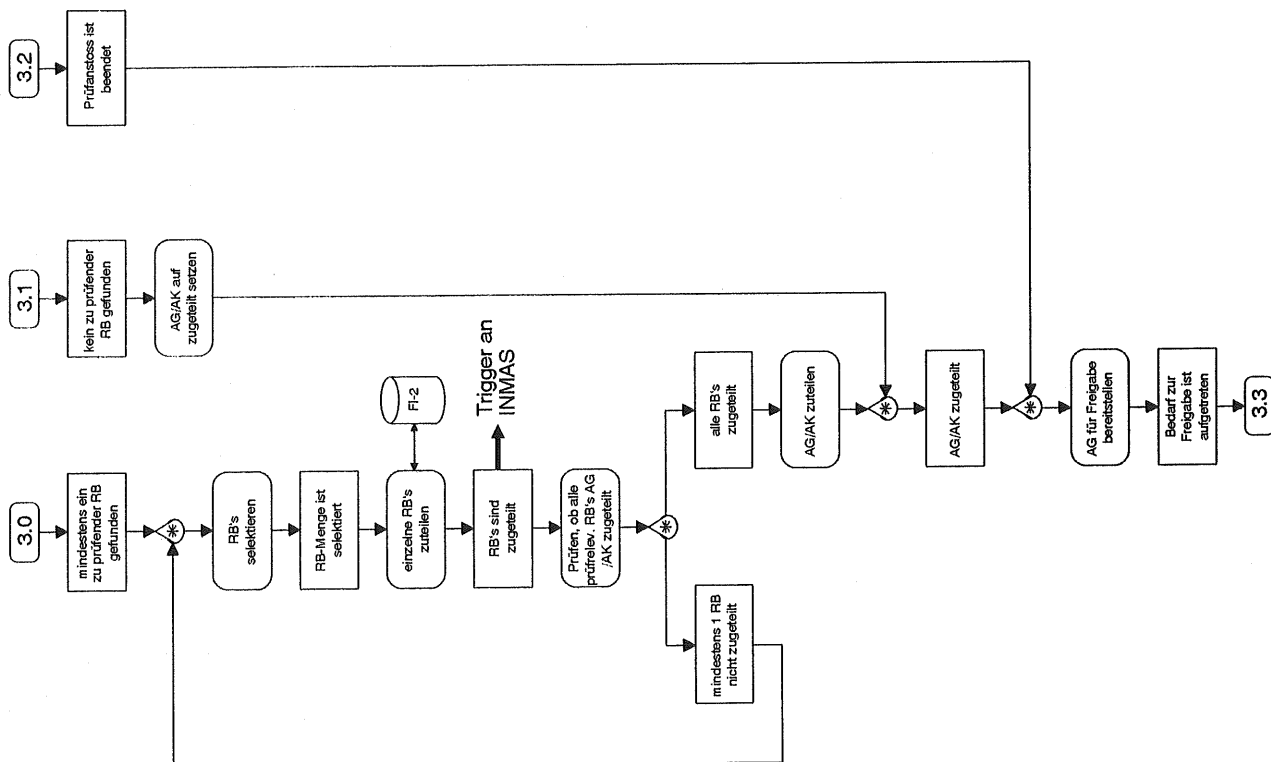 3.0
mindestens ein
zu prüfender RB
gefunden
RB's
selektieren
RB-Menge ist
selektiert
einzelne RB's
zuteilen
FI-2
RB's sind
zugeteilt
Trigger an
INMAS
Prüfen, ob alle
prüfrelev. RB's AG
/AK zugeteilt
mindestens 1 RB
nicht zugeteilt
alle RB's
zugeteilt
AG/AK zuteilen
3.1
kein zu prüfender
RB gefunden
AG/AK auf
zugeteilt setzen
AG/AK zugeteilt
3.2
Prüfanstoss ist
beendet
AG für Freigabe
bereitstellen
Bedarf zur
Freigabe ist
aufgetreten
3.3